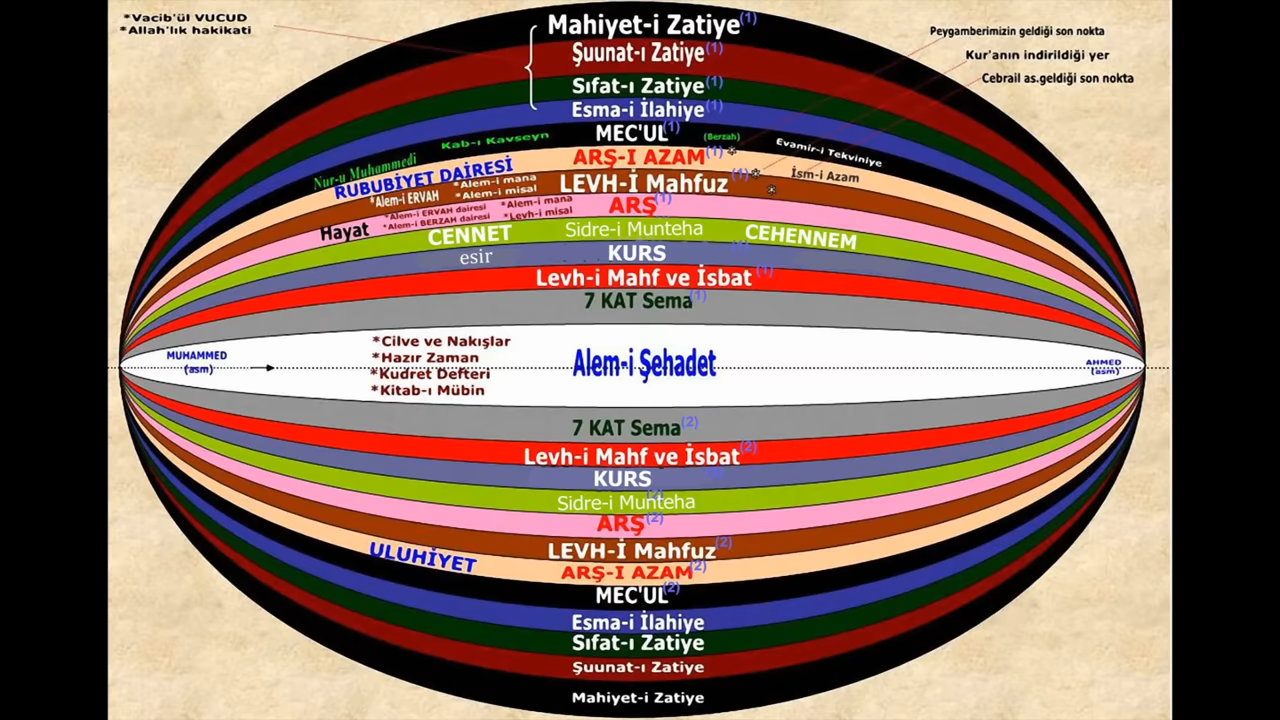 *Vacib'ül VUCUD
*Allah'lık hakikati
Mahiyet-i Zatiye(1)
Peygamberimizin geldiği son nokta
Şuunat-ı Zatiye(1)
Kur'anın indirildiği yer
Cebrail as.geldiği son nokta
Sıfat-ı Zatiye(1)
Esma-i İlahiye(1)
Kab-ı Kavseyn
MEC'UL(1)
(Berzah)
Evamir-i Tekviniye
Nur-u Muhammedi
RUBUBİYET DAİRESİ
ARŞ-I AZAM(1) *
İsm-i Azam
*Alem-i ERVAH
*Alem-i mana
*Alem-i misal
LEVH-İ Mahfuz(1) *
*
Hayat
*Alem-i ERVAH dairesi
*Alem-i BERZAH dairesi
*Alem-i mana
*Levh-i misal
ARŞ(1)
CENNET
Sidre-i Munteha
CEHENNEM
esir
KURS(1)
Levh-i Mahf ve İsbat(1)
7 KAT Sema(1)
MUHAMMED
(asm)
*Cilve ve Nakışlar
*Hazır Zaman
*Kudret Defteri
*Kitab-ı Mübin
Alem-i Şehadet
AHMED
(asm)
7 KAT Sema(2)
Levh-i Mahf ve İsbat(2)
KURS
Sidre-i Munteha(2)
ARŞ(2)
LEVH-İ Mahfuz(2)
ULUHİYET
ARŞ-I AZAM(2)
MEC'UL(2)
Esma-i İlahiye
Sıfat-ı Zatiye
Şuunat-ı Zatiye
Mahiyet-i Zatiye